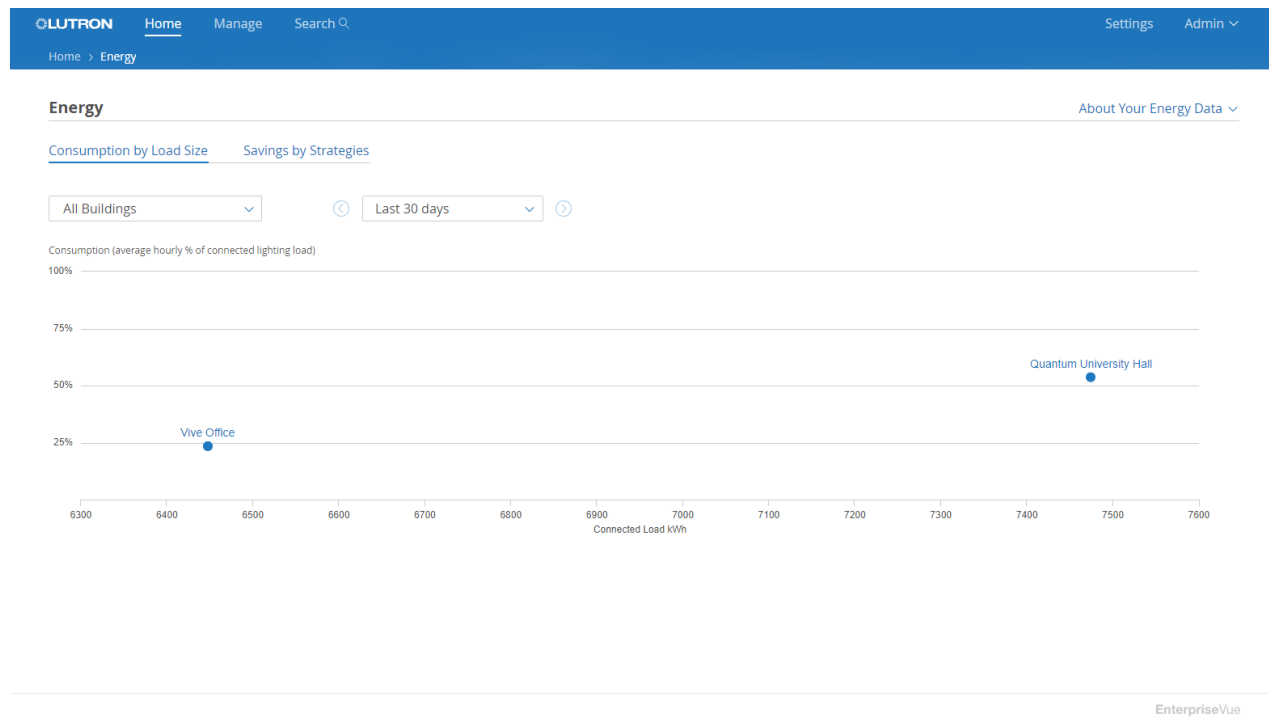 LUTRON Home Manage Search Settings Admin
Home > Energy
Energy About Your Energy Data
Consumption by Load Size Savings by Strategies
All Buildings Last 30 days
Consumption (average hourly % of connected lighting load)
100%
75%
Quantum University Hall
50%
Vive Office
25%
6300 6400 6500 6600 6700 6800 6900 7000 7100 7200 7300 7400 7500 7600
Connected Load kWh
EnterpriseVue